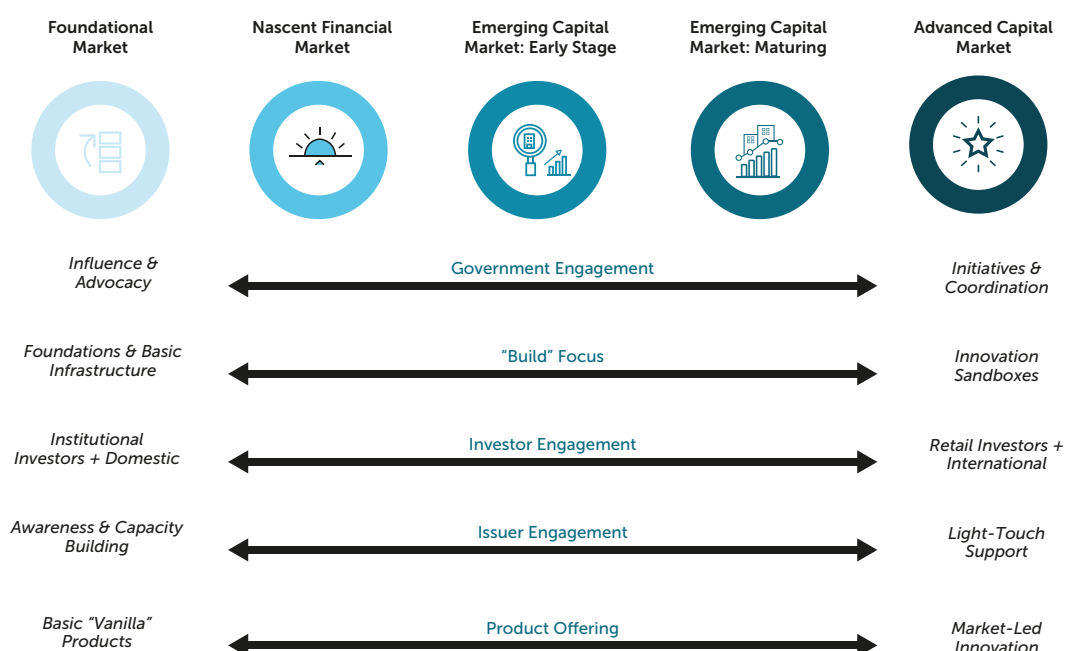 Foundational
Market
Nascent Financial
Market
Emerging Capital
Market: Early Stage
Emerging Capital
Market: Maturing
Advanced Capital
Market
Influence &
Advocacy
Government Engagement
Initiatives &
Coordination
Foundations & Basic
Infrastructure
“Build” Focus
Innovation
Sandboxes
Institutional
Investors + Domestic
Investor Engagement
Retail Investors +
International
Awareness & Capacity
Building
Issuer Engagement
Light-Touch
Support
Basic “Vanilla”
Products
Product Offering
Market-Led
Innovation